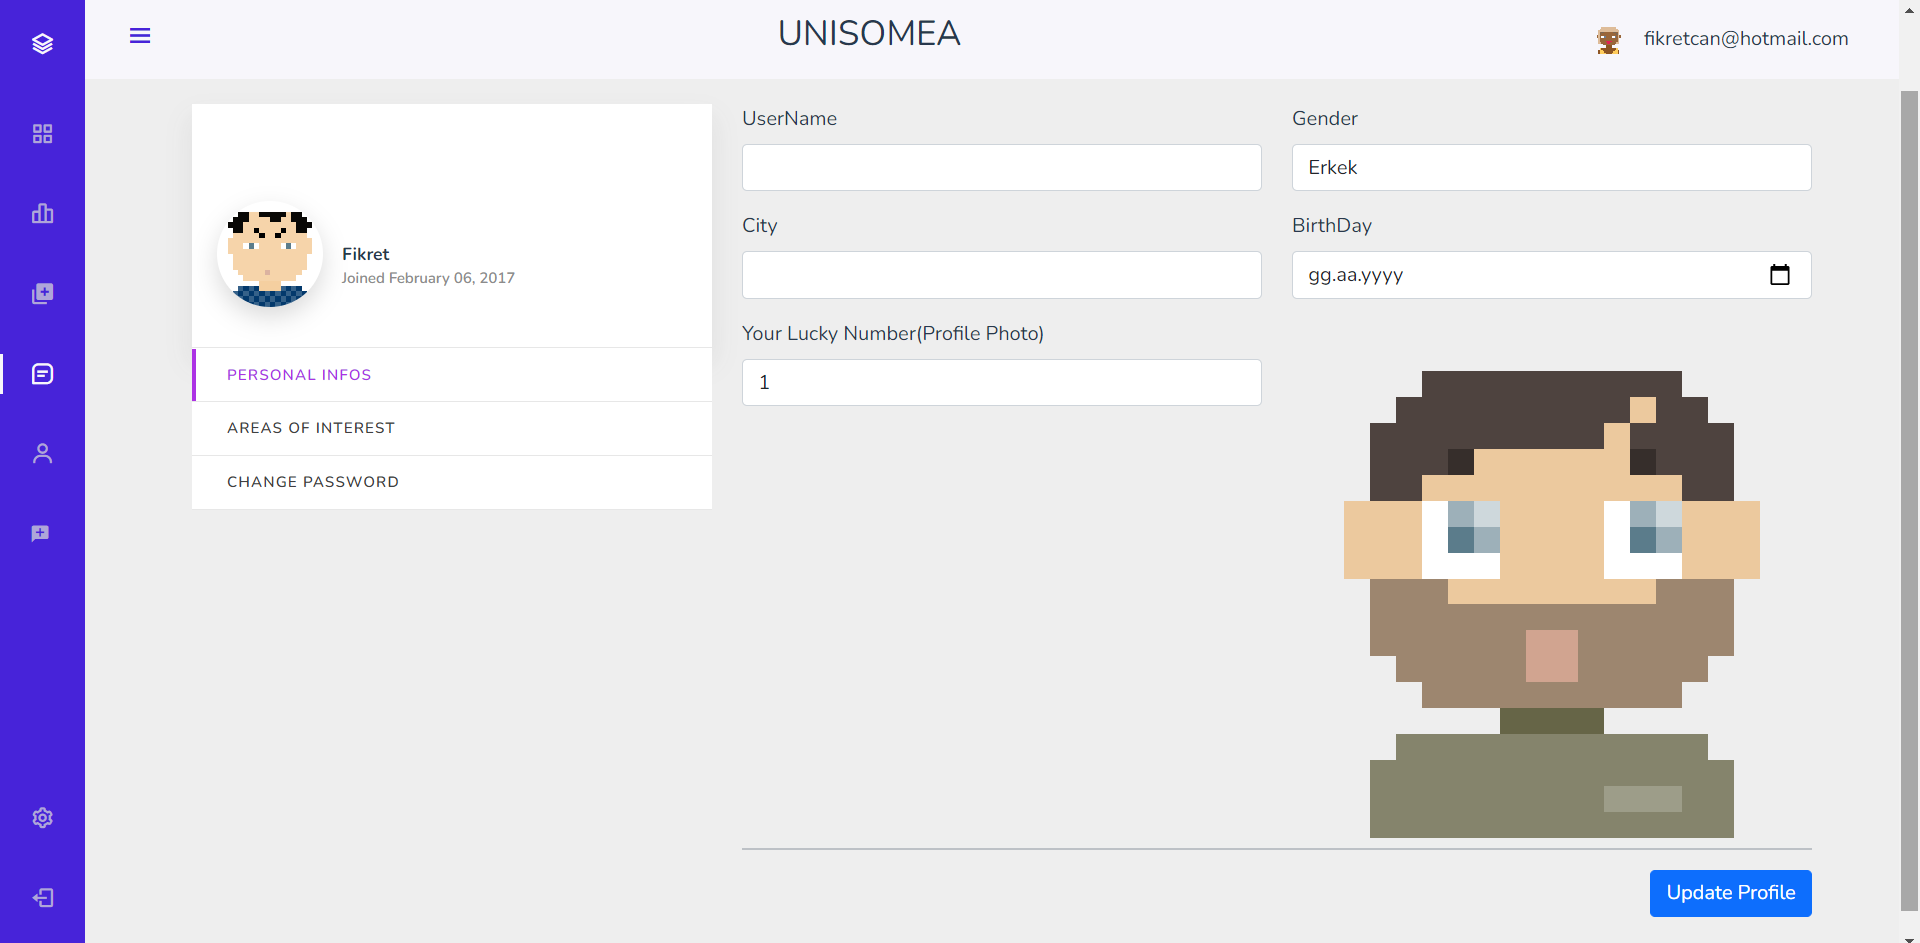 UNISOMEA
fikretcan@hotmail.com
Fikret
Joined February 06, 2017
PERSONAL INFOS
AREAS OF INTEREST
CHANGE PASSWORD
UserName
Gender
Erkek
City
BirthDay
gg.aa.yyyy
Your Lucky Number(Profile Photo)
1
Update Profile